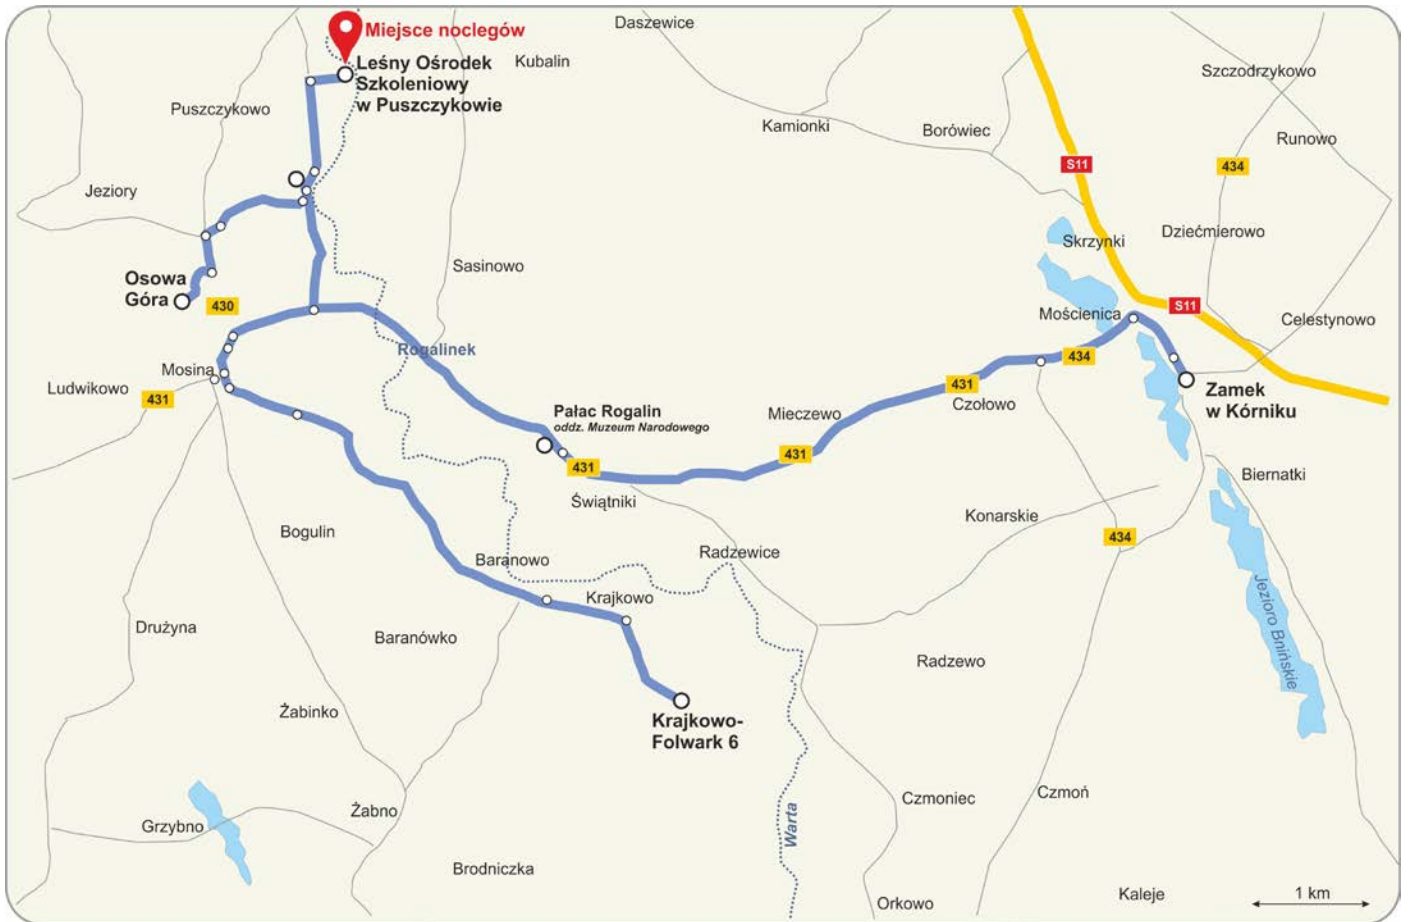 Daszewice
Miejsce noclegów
Leśny Ośrodek
Szkoleniowy
w Puszczykowie
Kubalin
Szczodrzykowo
Puszczykowo
Kamionki
Borówiec
Runowo
S11
434
Jeziory
Skrzynki
Dziećmierowo
Sasinowo
Osowa
Góra
430
S11
Mościenica
Celestynowo
Rogalinek
434
Mosina
Ludwikowo
431
431
Czołowo
Zamek
w Kórniku
Pałac Rogalin
oddz. Muzeum Narodowego
Mieczewo
431
431
Świątniki
Biernatki
Konarskie
Bogulin
434
Radzewice
Baranowo
Krajkowo
Jezioro Bnińskie
Drużyna
Baranówko
Radzewo
Żabinko
Krajkowo-
Folwark 6
Warta
Czmoniec
Czmoń
Żabno
Grzybno
Brodniczka
Orkowo
Kaleje
1 km